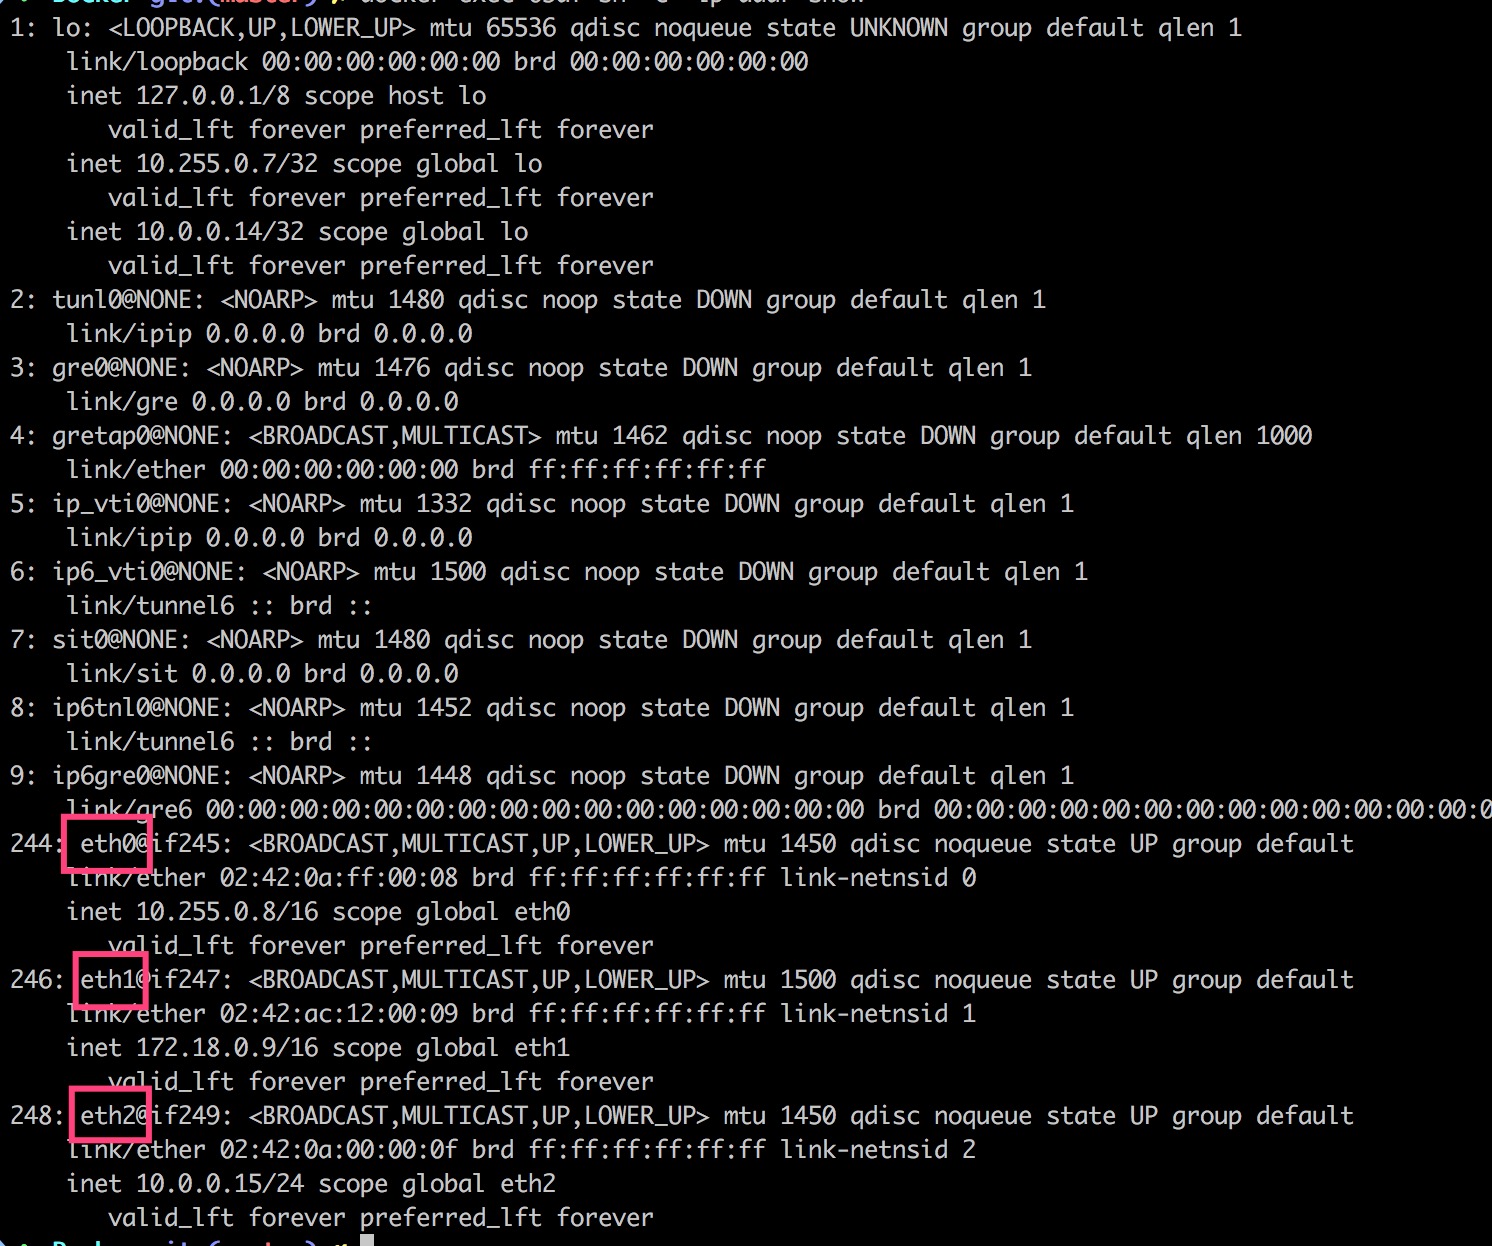 1: lo: <LOOPBACK,UP,LOWER_UP> mtu 65536 qdisc noqueue state UNKNOWN group default qlen 1
link/loopback 00:00:00:00:00:00 brd 00:00:00:00:00:00
inet 127.0.0.1/8 scope host lo
valid_lft forever preferred_lft forever
inet 10.255.0.7/32 scope global lo
valid_lft forever preferred_lft forever
inet 10.0.0.14/32 scope global lo
valid_lft forever preferred_lft forever
2: tunl0@NONE: <NOARP> mtu 1480 qdisc noop state DOWN group default qlen 1
link/ipip 0.0.0.0 brd 0.0.0.0
3: gre0@NONE: <NOARP> mtu 1476 qdisc noop state DOWN group default qlen 1
link/gre 0.0.0.0 brd 0.0.0.0
4: gretap0@NONE: <BROADCAST,MULTICAST> mtu 1462 qdisc noop state DOWN group default qlen 1000
link/ether 00:00:00:00:00:00 brd ff:ff:ff:ff:ff:ff
5: ip_vti0@NONE: <NOARP> mtu 1332 qdisc noop state DOWN group default qlen 1
link/ipip 0.0.0.0 brd 0.0.0.0
6: ip6_vti0@NONE: <NOARP> mtu 1500 qdisc noop state DOWN group default qlen 1
link/tunnel6 :: brd ::
7: sit0@NONE: <NOARP> mtu 1480 qdisc noop state DOWN group default qlen 1
link/sit 0.0.0.0 brd 0.0.0.0
8: ip6tnl0@NONE: <NOARP> mtu 1452 qdisc noop state DOWN group default qlen 1
link/tunnel6 :: brd ::
9: ip6gre0@NONE: <NOARP> mtu 1448 qdisc noop state DOWN group default qlen 1
link/gre6 00:00:00:00:00:00:00:00:00:00:00:00:00:00:00:00 brd 00:00:00:00:00:00:00:00:00:00:00:00:00:0
244: eth0@if245: <BROADCAST,MULTICAST,UP,LOWER_UP> mtu 1450 qdisc noqueue state UP group default
link/ether 02:42:0a:ff:00:08 brd ff:ff:ff:ff:ff:ff link-netnsid 0
inet 10.255.0.8/16 scope global eth0
valid_lft forever preferred_lft forever
246: eth1@if247: <BROADCAST,MULTICAST,UP,LOWER_UP> mtu 1500 qdisc noqueue state UP group default
link/ether 02:42:ac:12:00:09 brd ff:ff:ff:ff:ff:ff link-netnsid 1
inet 172.18.0.9/16 scope global eth1
valid_lft forever preferred_lft forever
248: eth2@if249: <BROADCAST,MULTICAST,UP,LOWER_UP> mtu 1450 qdisc noqueue state UP group default
link/ether 02:42:0a:00:00:0f brd ff:ff:ff:ff:ff:ff link-netnsid 2
inet 10.0.0.15/24 scope global eth2
valid_lft forever preferred_lft forever